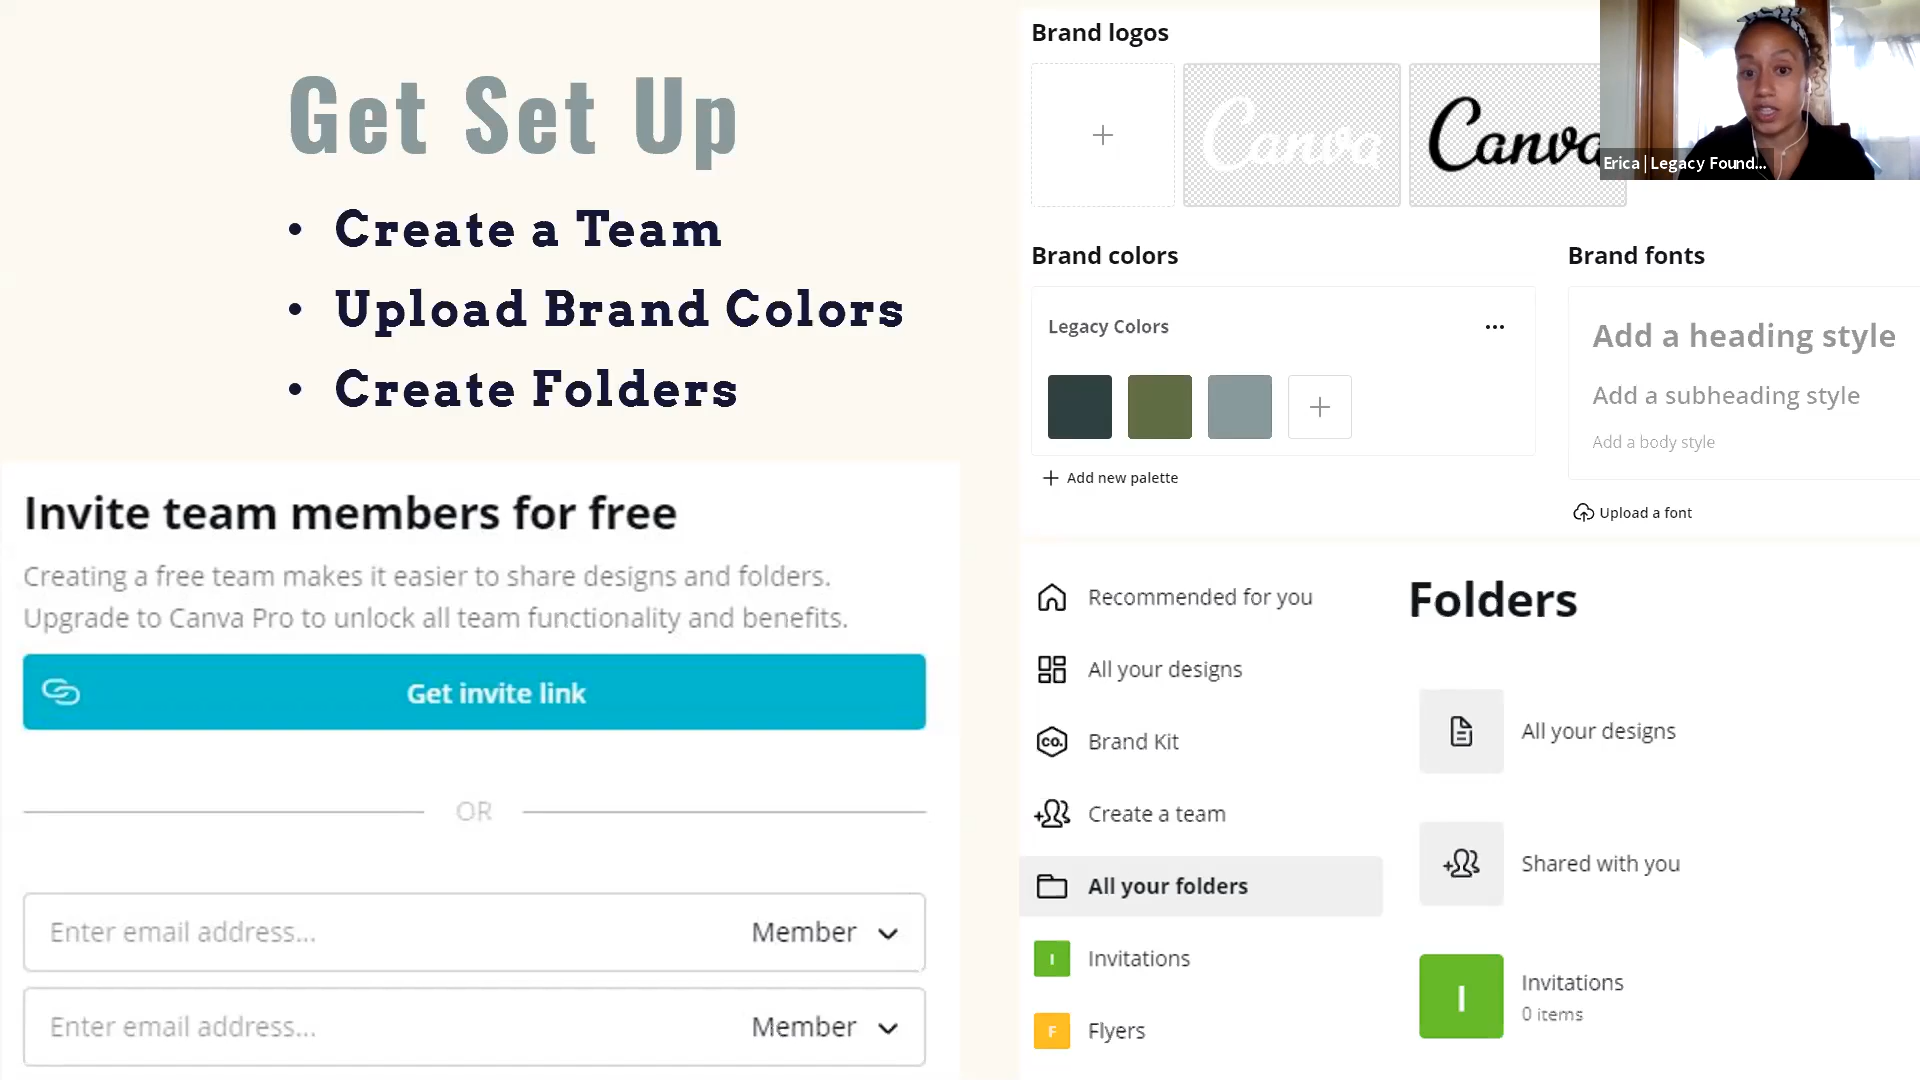 Get Set Up
• Create a Team
• Upload Brand Colors
• Create Folders
Invite team members for free
Creating a free team makes it easier to share designs and folders.
Upgrade to Canva Pro to unlock all team functionality and benefits.
Get invite link
OR
Enter email address...
Member
Enter email address...
Member
Brand logos
Canva
Canva
Erica | Legacy Found...
Brand colors
Legacy Colors
Add new palette
Brand fonts
Add a heading style
Add a subheading style
Add a body style
Upload a font
Recommended for you
All your designs
CO.
Brand Kit
Create a team
All your folders
I
Invitations
F
Flyers
Folders
All your designs
Shared with you
I
Invitations
0 items